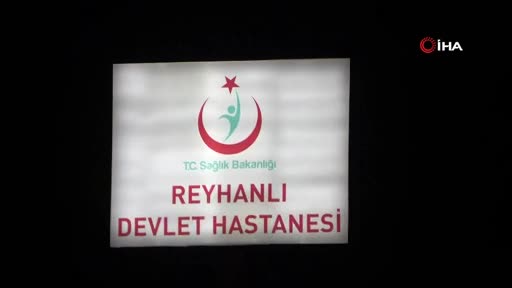 İHA
T.C. Sağlık Bakanlığı
REYHANLI
DEVLET HASTANESİ